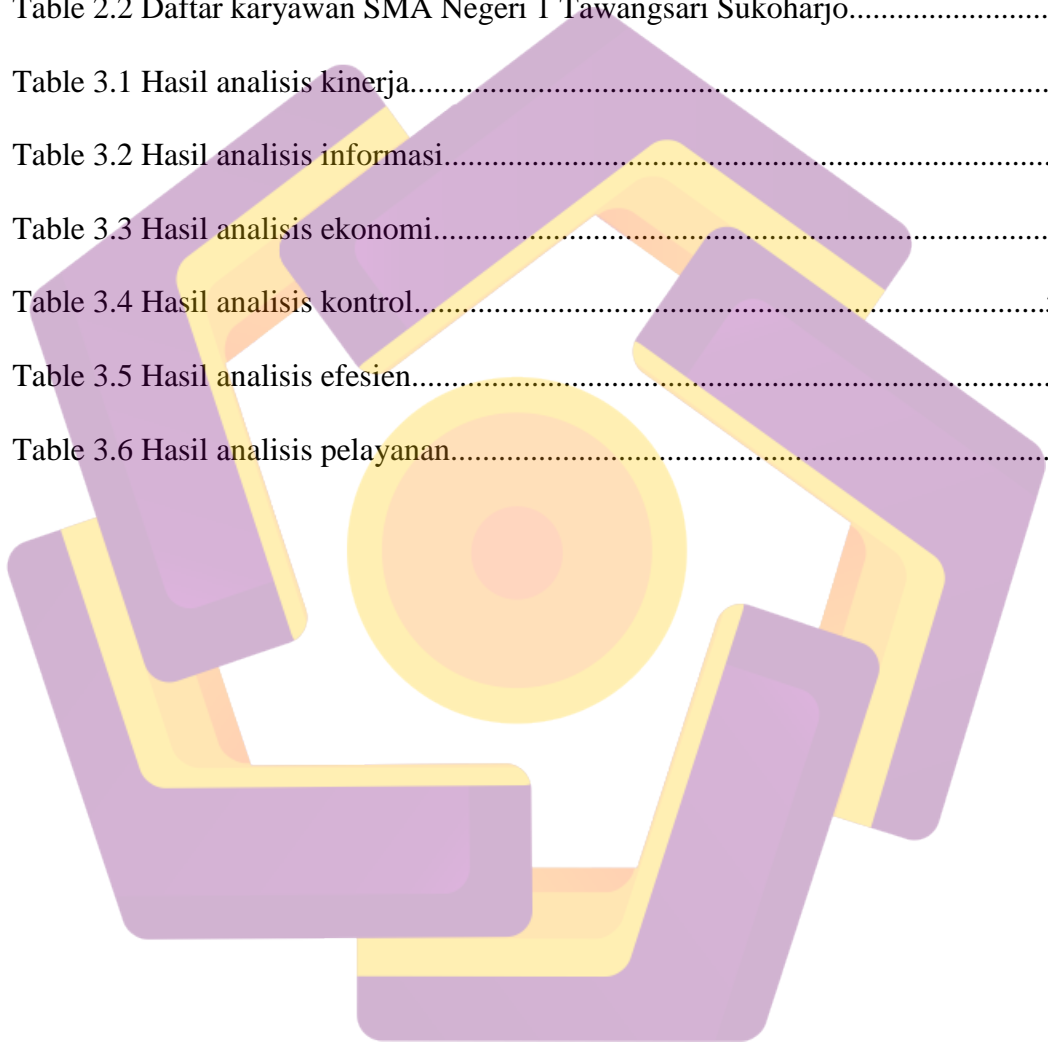 Table 2.2 Daftar karyawan SMA Negeri 1 Tawangsari Sukoharjo..................
Table 3.1 Hasil analisis kinerja...............................................................................
Table 3.2 Hasil analisis informasi..........................................................................
Table 3.3 Hasil analisis ekonomi............................................................................
Table 3.4 Hasil analisis kontrol..............................................................................
Table 3.5 Hasil analisis efesien..............................................................................
Table 3.6 Hasil analisis pelayanan.........................................................................